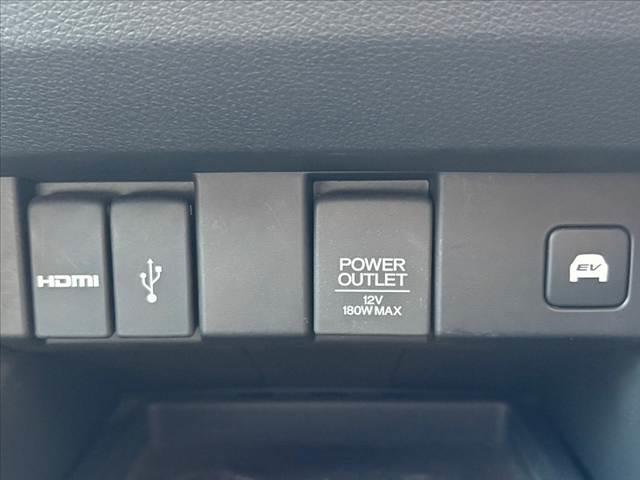 HDMI
POWER
OUTLET
12V
180W MAX
EV